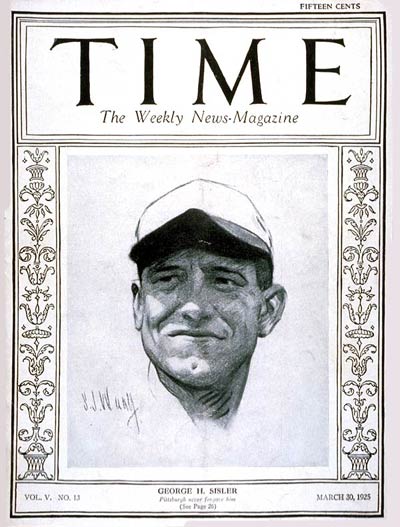 FIFTEEN CENTS
TIME
The Weekly News-Magazine
VOL. V. NO. 13
GEORGE H. SISLER
Pittsburgh never forgave him
(See Page 26)
MARCH 30, 1925